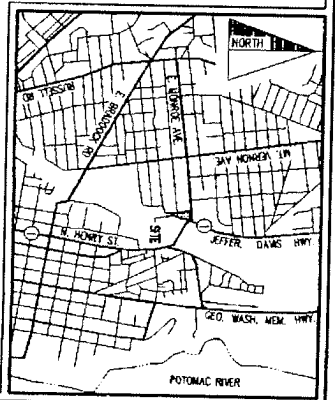 NORTH
RUSSELL RD
E. BRADDOCK RD
E. MONROE AVE.
MT. VERNON AVE
N. HENRY ST.
SITE
JEFFER. DAVIS HWY.
GEO. WASH. MEM. HWY.
POTOMAC RIVER